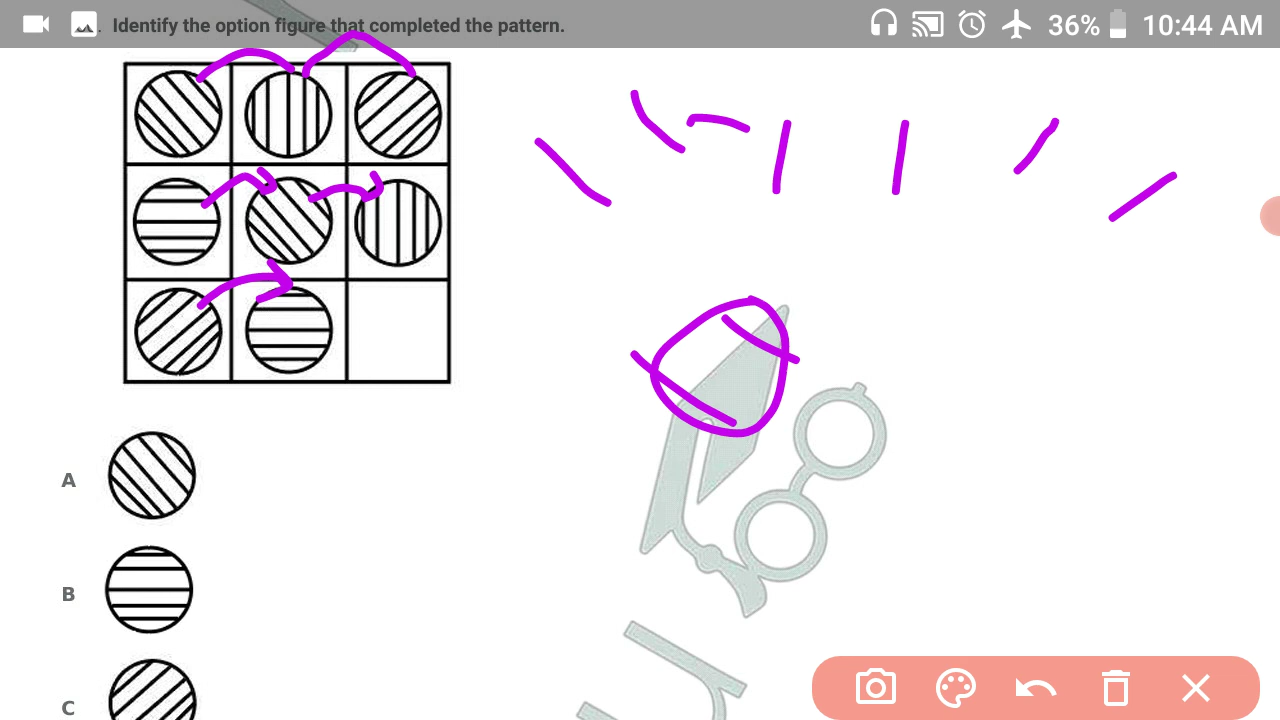 . Identify the option figure that completed the pattern.
36% 10:44 AM
A
B
C